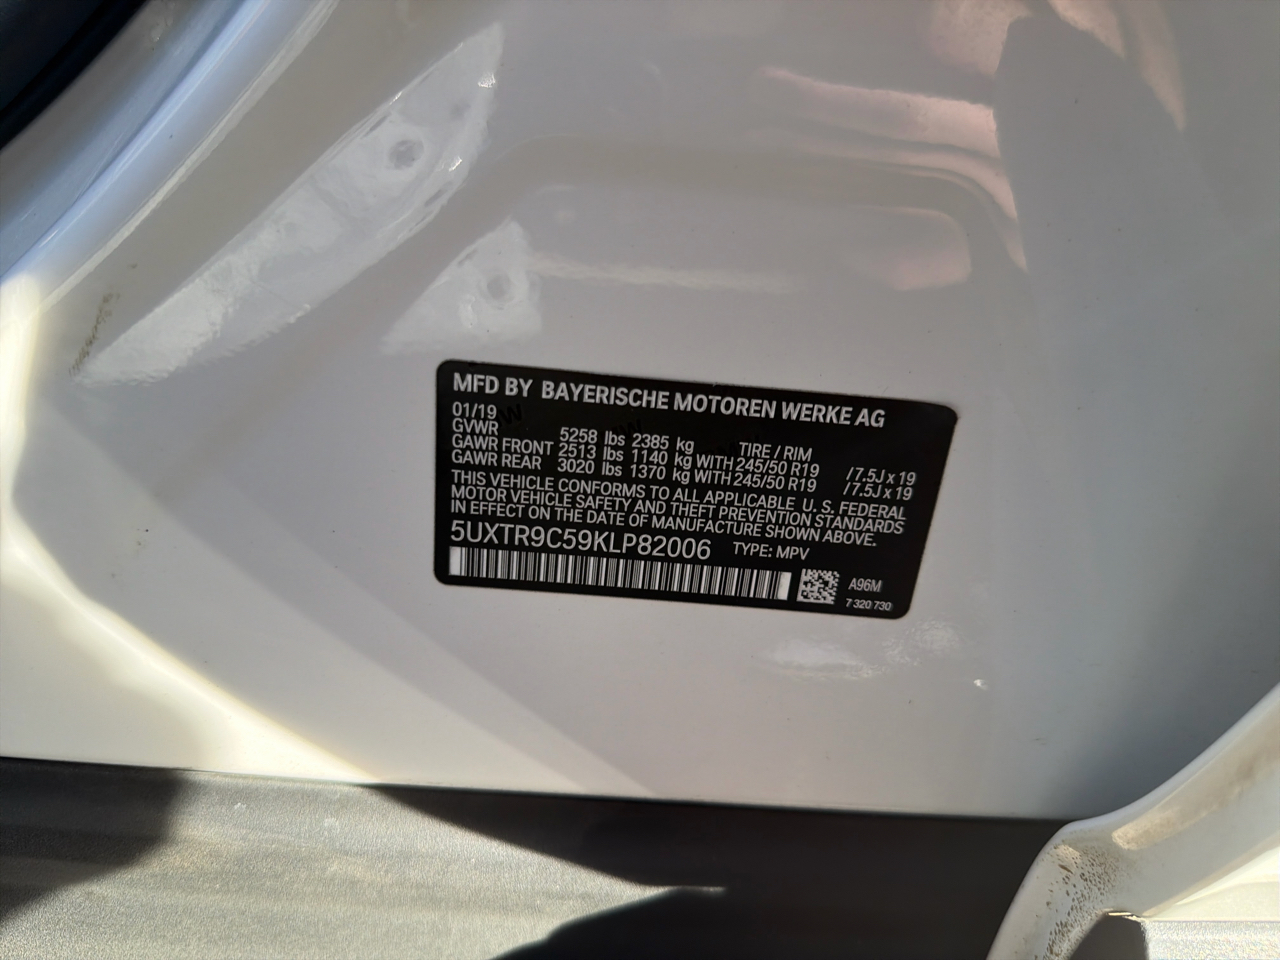 MFD BY BAYERISCHE MOTOREN WERKE AG
01/19
GVWR 5258 lbs 2385 kg TIRE / RIM
GAWR FRONT 2513 lbs 1140 kg WITH 245/50 R19 /7.5J x 19
GAWR REAR 3020 lbs 1370 kg WITH 245/50 R19 /7.5J x 19
THIS VEHICLE CONFORMS TO ALL APPLICABLE U. S. FEDERAL
MOTOR VEHICLE SAFETY AND THEFT PREVENTION STANDARDS
IN EFFECT ON THE DATE OF MANUFACTURE SHOWN ABOVE.
5UXTR9C59KLP82006 TYPE: MPV
A96M
7 320 730